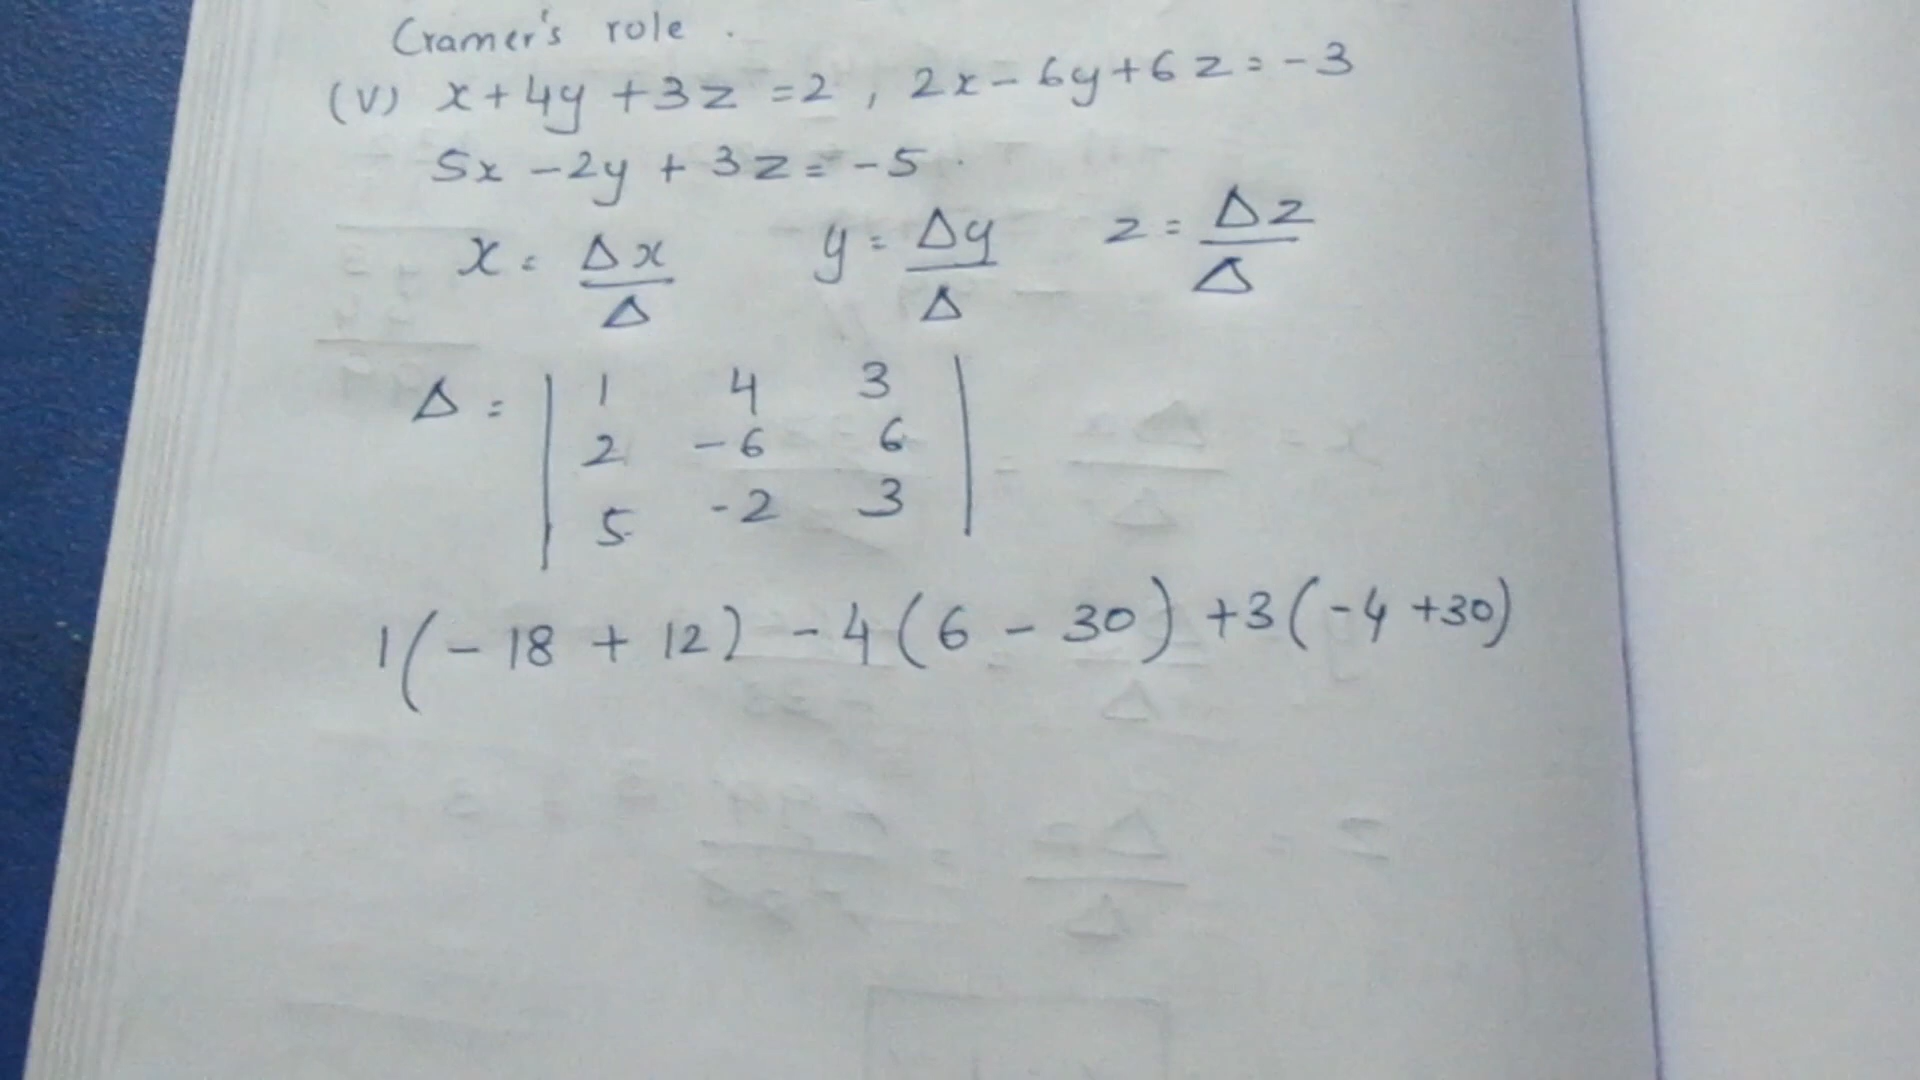 Cramer's role.
(V) x + 4y + 3z = 2, 2x - 6y + 6z = -3
5x - 2y + 3z = -5.
x = Δx/Δ y = Δy/Δ z = Δz/Δ
Δ = | 1 4 3 |
| 2 -6 6 | =
| 5 -2 3 |
1(-18 + 12) - 4(6 - 30) + 3(-4 + 30)